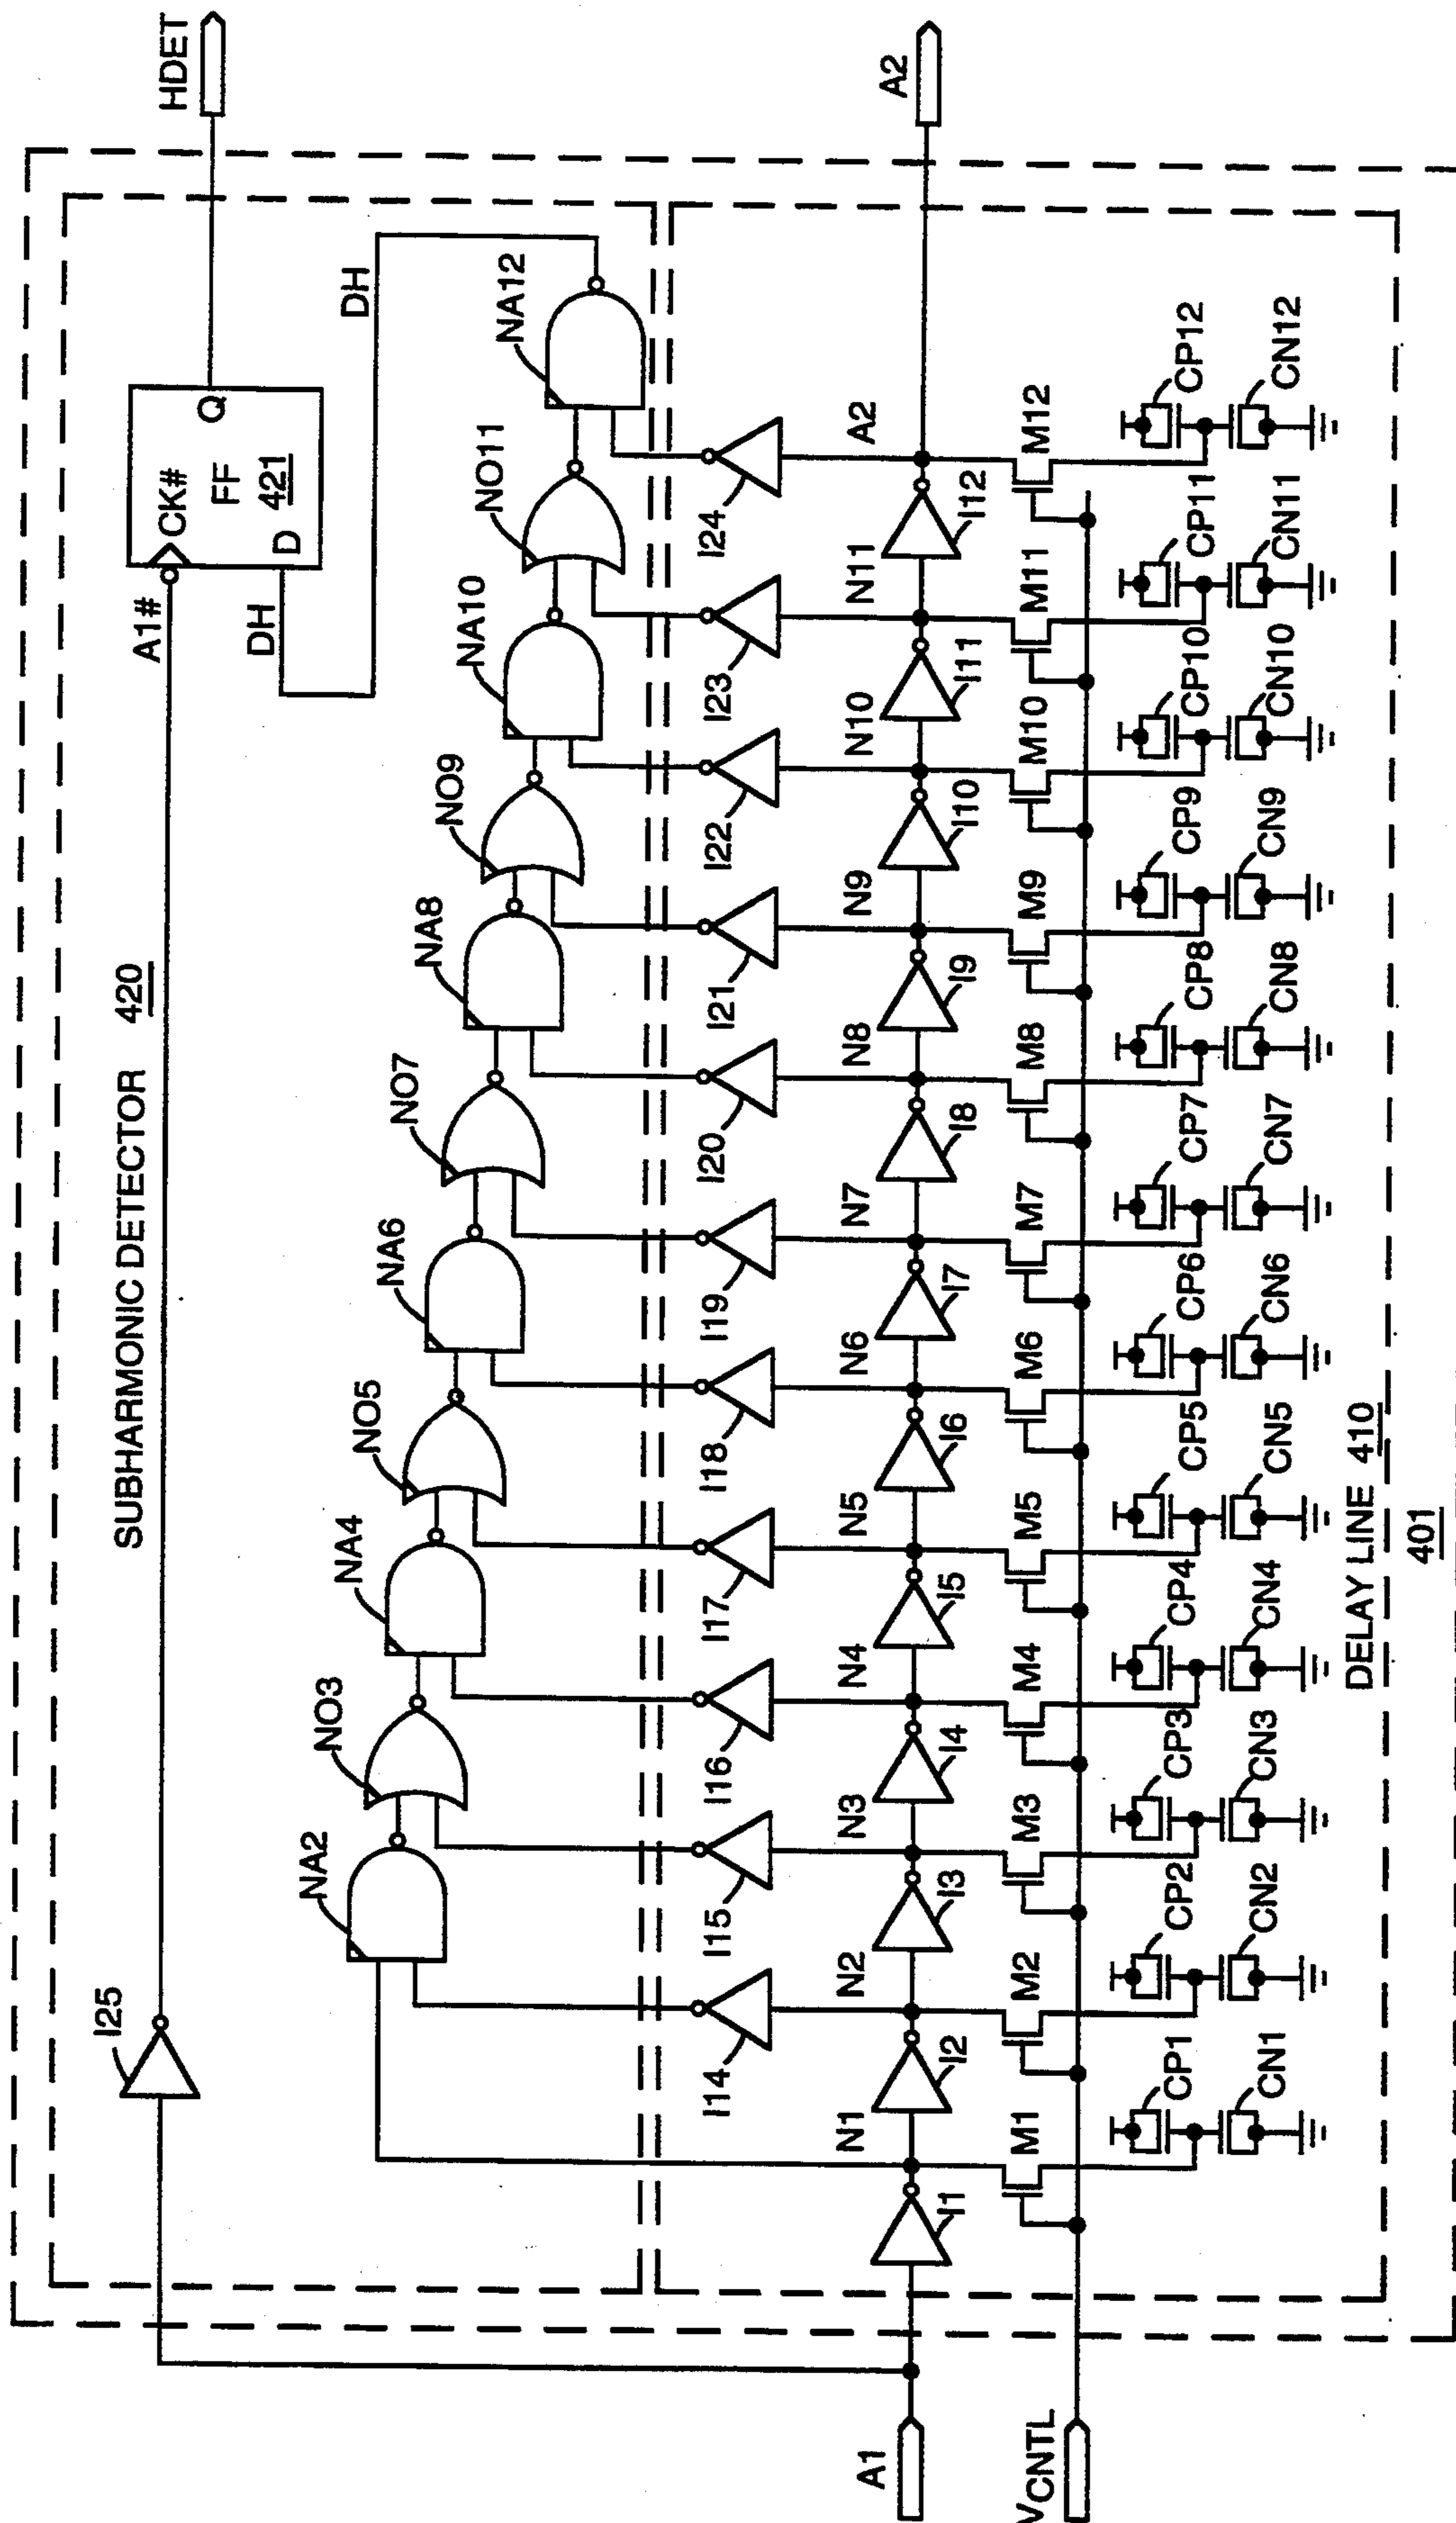 HDET
SUBHARMONIC DETECTOR 420
I25
A1#
CK#
Q
FF
421
D
DH
DH
NA2
NO3
NA4
NO5
NA6
NO7
NA8
NO9
NA10
NO11
NA12
I14
I15
I16
I17
I18
I19
I20
I21
I22
I23
I24
A1
N1
N2
N3
N4
N5
N6
N7
N8
N9
N10
N11
A2
A2
I1
I2
I3
I4
I5
I6
I7
I8
I9
I10
I11
I12
M1
M2
M3
M4
M5
M6
M7
M8
M9
M10
M11
M12
VCNTL
CP1
CP2
CP3
CP4
CP5
CP6
CP7
CP8
CP9
CP10
CP11
CP12
CN1
CN2
CN3
CN4
CN5
CN6
CN7
CN8
CN9
CN10
CN11
CN12
DELAY LINE 410
401